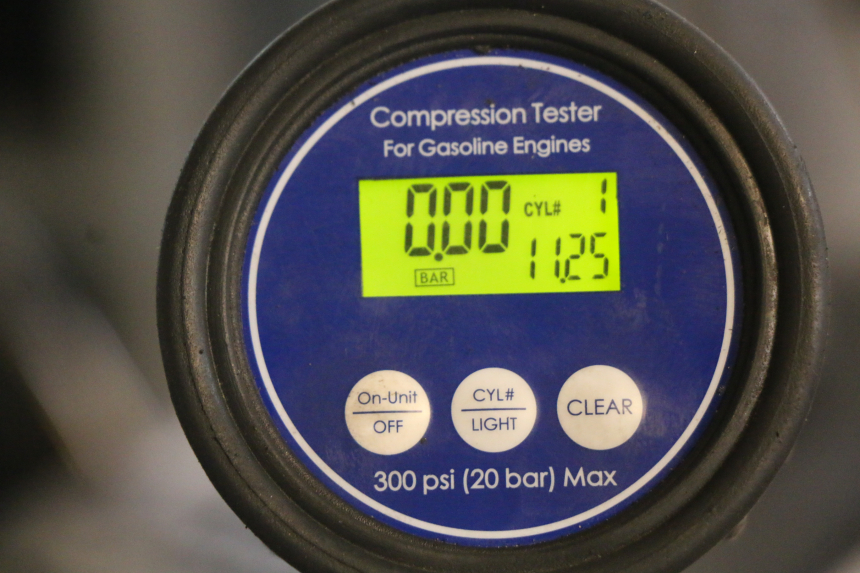 Compression Tester
For Gasoline Engines
0.00 CYL# 1
BAR 11.25
On-Unit OFF
CYL# LIGHT
CLEAR
300 psi (20 bar) Max